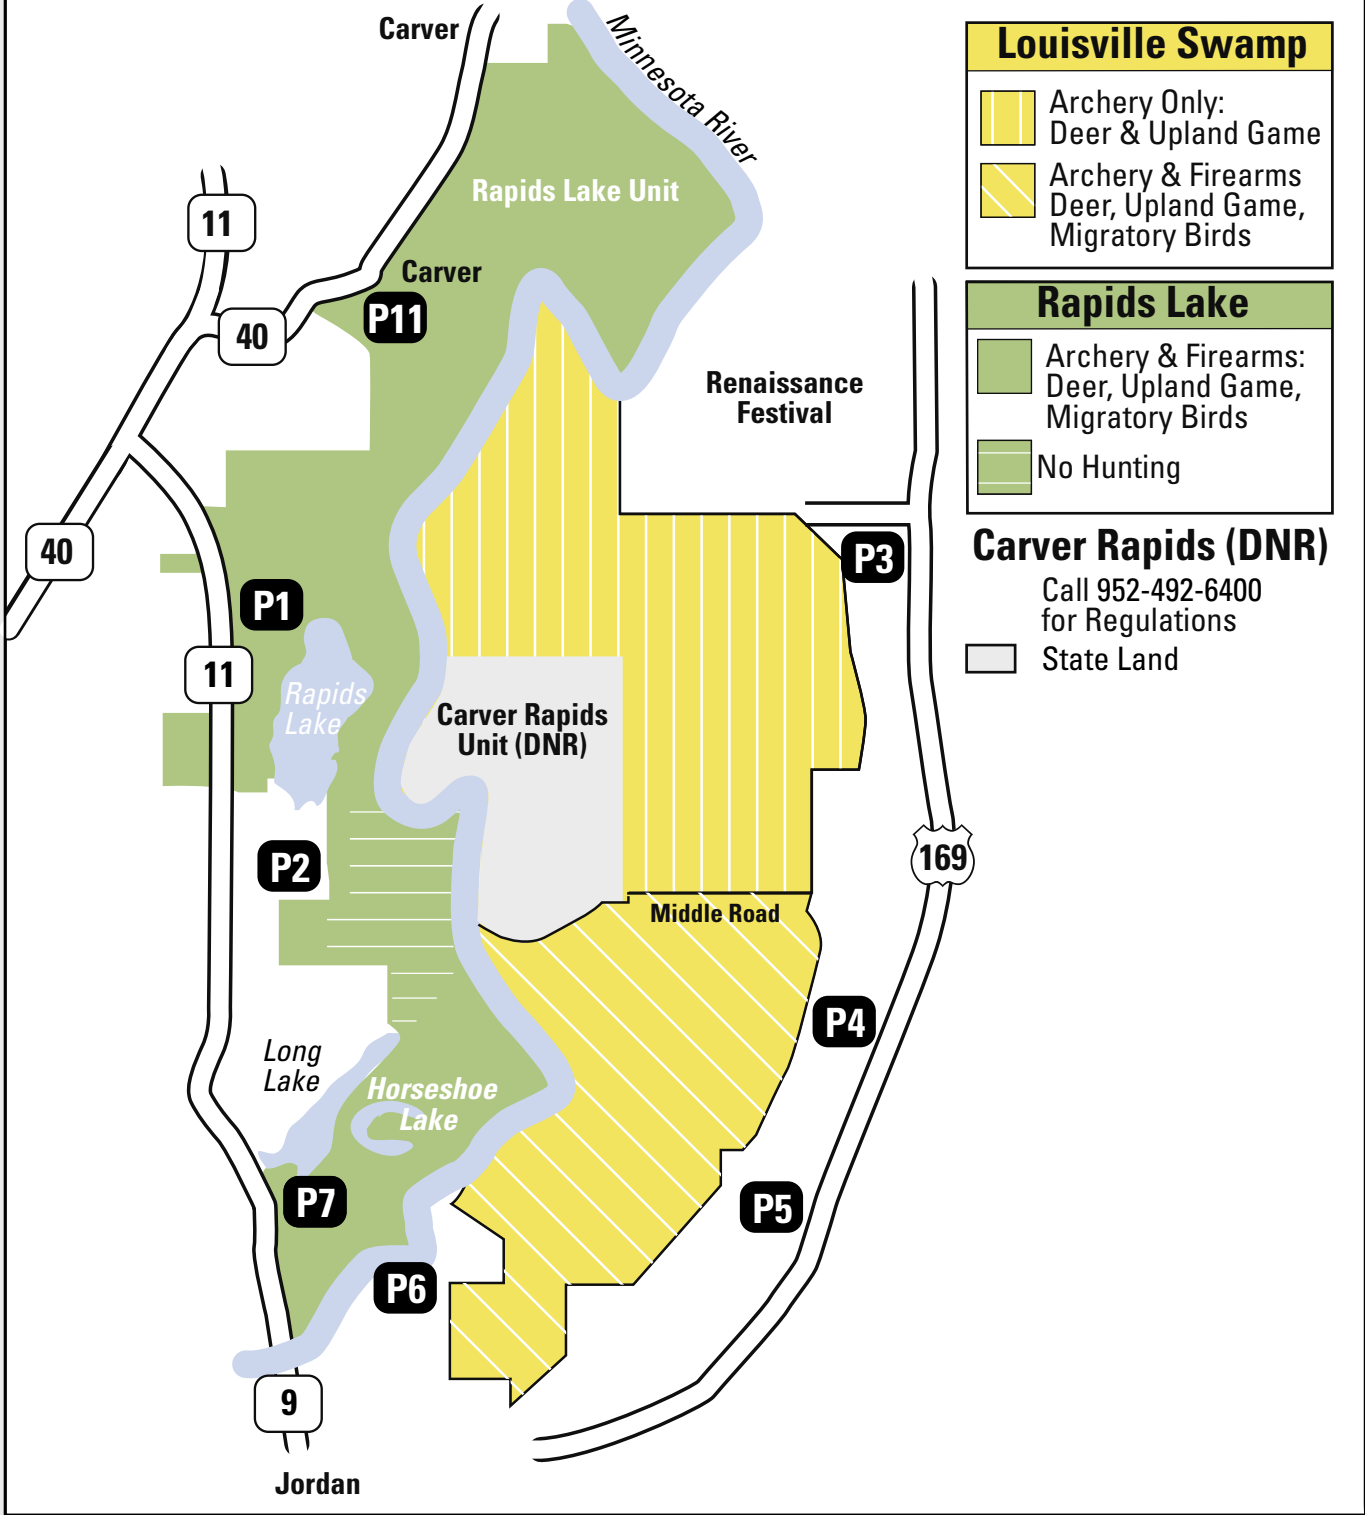 Carver
Minnesota River
Rapids Lake Unit
11
Carver
P11
40
Renaissance
Festival
40
P3
P1
11
Rapids
Lake
Carver Rapids
Unit (DNR)
169
P2
Middle Road
P4
Long
Lake
Horseshoe
Lake
P7
P5
P6
9
Jordan
Louisville Swamp
Archery Only:
Deer & Upland Game
Archery & Firearms
Deer, Upland Game,
Migratory Birds
Rapids Lake
Archery & Firearms:
Deer, Upland Game,
Migratory Birds
No Hunting
Carver Rapids (DNR)
Call 952-492-6400
for Regulations
State Land